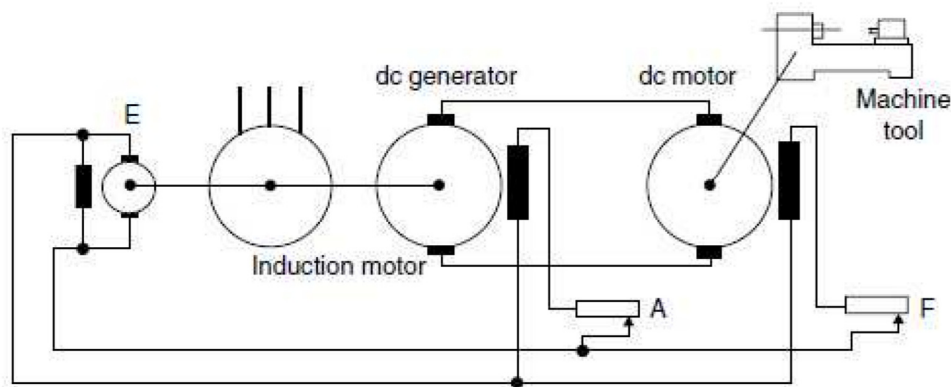 dc generator
dc motor
Machine
tool
E
Induction motor
A
F